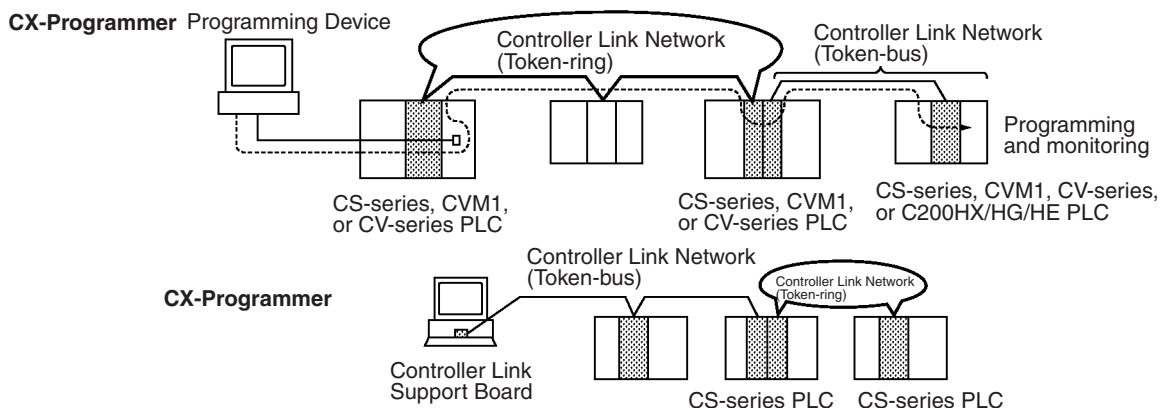 CX-Programmer Programming Device
Controller Link Network
(Token-ring)
Controller Link Network
(Token-bus)
Programming
and monitoring
CS-series, CVM1,
or CV-series PLC
CS-series, CVM1,
or CV-series PLC
CS-series, CVM1, CV-series,
or C200HX/HG/HE PLC
CX-Programmer
Controller Link Network
(Token-bus)
Controller Link Network
(Token-ring)
Controller Link
Support Board
CS-series PLC
CS-series PLC